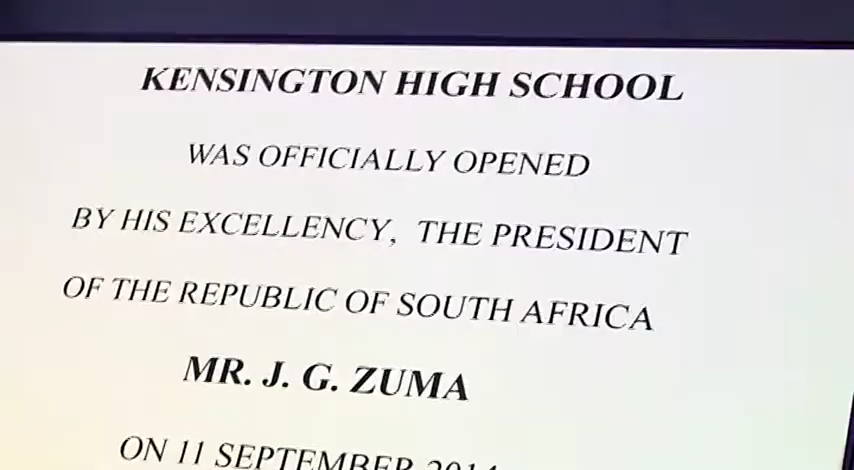 KENSINGTON HIGH SCHOOL
WAS OFFICIALLY OPENED
BY HIS EXCELLENCY, THE PRESIDENT
OF THE REPUBLIC OF SOUTH AFRICA
MR. J. G. ZUMA
ON 11 SEPTEMBER 2014